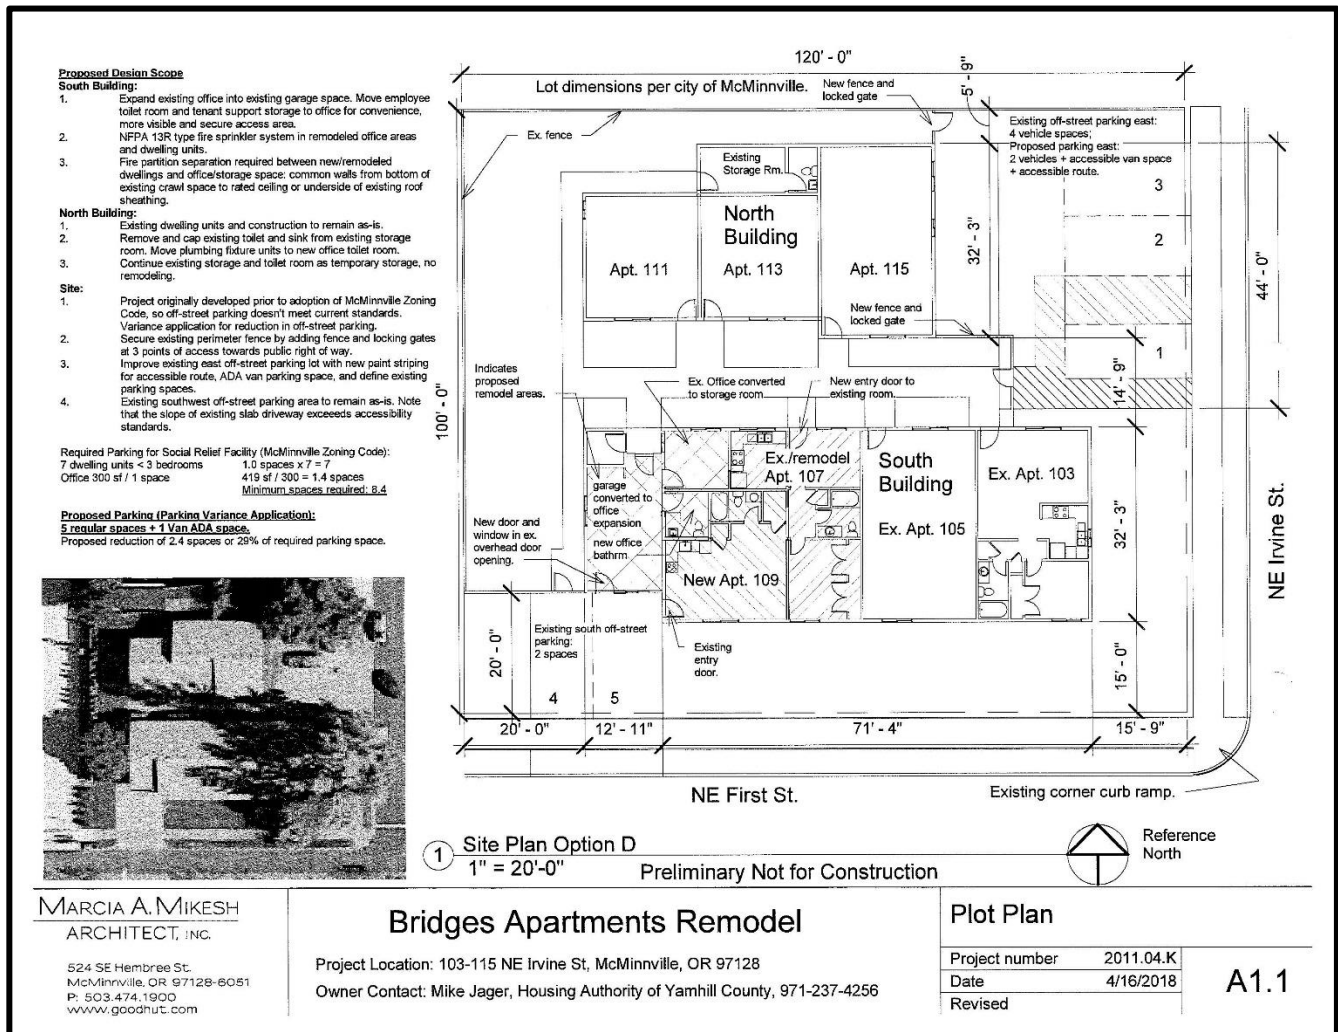 Proposed Design Scope
South Building:
1. Expand existing office into existing garage space. Move employee
toilet room and tenant support storage to office for convenience,
more visible and secure access area.
2. NFPA 13R type fire sprinkler system in remodeled office areas
and dwelling units.
3. Fire partition separation required between new/remodeled
dwellings and office/storage space: common walls from bottom of
existing crawl space to rated ceiling or underside of existing roof
sheathing.
North Building:
1. Existing dwelling units and construction to remain as-is.
2. Remove and cap existing toilet and sink from existing storage
room. Move plumbing fixture units to new office toilet room.
3. Continue existing storage and toilet room as temporary storage, no
remodeling.
Site:
1. Project originally developed prior to adoption of McMinnville Zoning
Code, so off-street parking doesn't meet current standards.
Variance application for reduction in off-street parking.
2. Secure existing perimeter fence by adding fence and locking gates
at 3 points of access towards public right of way.
3. Improve existing east off-street parking lot with new paint striping
for accessible route, ADA van parking space, and define existing
parking spaces.
4. Existing southwest off-street parking area to remain as-is. Note
that the slope of existing slab driveway exceeds accessibility
standards.
Required Parking for Social Relief Facility (McMinnville Zoning Code):
7 dwelling units < 3 bedrooms 1.0 spaces x 7 = 7
Office 300 sf / 1 space 419 sf / 300 = 1.4 spaces
Minimum spaces required: 8.4
Proposed Parking (Parking Variance Application):
5 regular spaces + 1 Van ADA space.
Proposed reduction of 2.4 spaces or 29% of required parking space.
120' - 0"
Lot dimensions per city of McMinnville.
New fence and
locked gate
5' - 9"
Ex. fence
Existing off-street parking east:
4 vehicle spaces;
Proposed parking east:
2 vehicles + accessible van space
+ accessible route.
Existing
Storage Rm.
North
Building
Apt. 111
Apt. 113
Apt. 115
32' - 3"
3
2
1
44' - 0"
New fence and
locked gate
14' - 9"
100' - 0"
Indicates
proposed
remodel areas.
Ex. Office converted
to storage room.
New entry door to
existing room.
garage
converted to
office
expansion
new office
bathrm
New door and
window in ex.
overhead door
opening.
Ex./remodel
Apt. 107
South
Building
Ex. Apt. 105
Ex. Apt. 103
New Apt. 109
32' - 3"
NE Irvine St.
Existing south off-street
parking:
2 spaces
Existing
entry
door.
20' - 0"
4
5
15' - 0"
20' - 0"
12' - 11"
71' - 4"
15' - 9"
NE First St.
Existing corner curb ramp.
1
Site Plan Option D
1" = 20'-0"
Preliminary Not for Construction
Reference
North
MARCIA A. MIKESH
ARCHITECT, INC.
524 SE Hembree St.
McMinnville, OR 97128-6051
P: 503.474.1900
www.goodhut.com
Bridges Apartments Remodel
Project Location: 103-115 NE Irvine St, McMinnville, OR 97128
Owner Contact: Mike Jager, Housing Authority of Yamhill County, 971-237-4256
Plot Plan
Project number 2011.04.K
Date 4/16/2018
Revised
A1.1